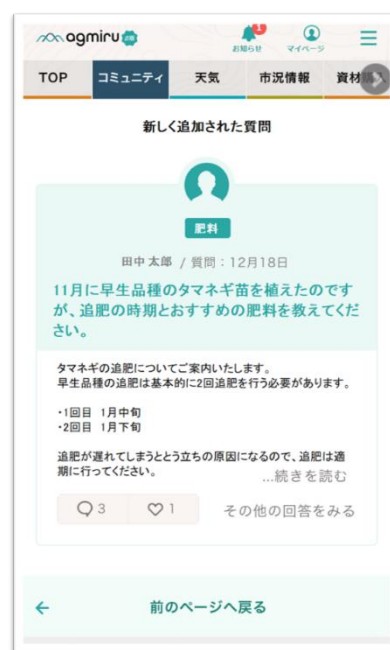 agmiru
お知らせ
1
マイページ
TOP
コミュニティ
天気
市況情報
資材購入
新しく追加された質問
肥料
田中 太郎 / 質問：12月18日
11月に早生品種のタマネギ苗を植えたのです
が、追肥の時期とおすすめの肥料を教えてくだ
さい。
タマネギの追肥についてご案内いたします。
早生品種の追肥は基本的に2回追肥を行う必要があります。
・1回目 1月中旬
・2回目 1月下旬
追肥が遅れてしまうととう立ちの原因になるので、追肥は適
期に行ってください。
...続きを読む
3
1
その他の回答をみる
前のページへ戻る